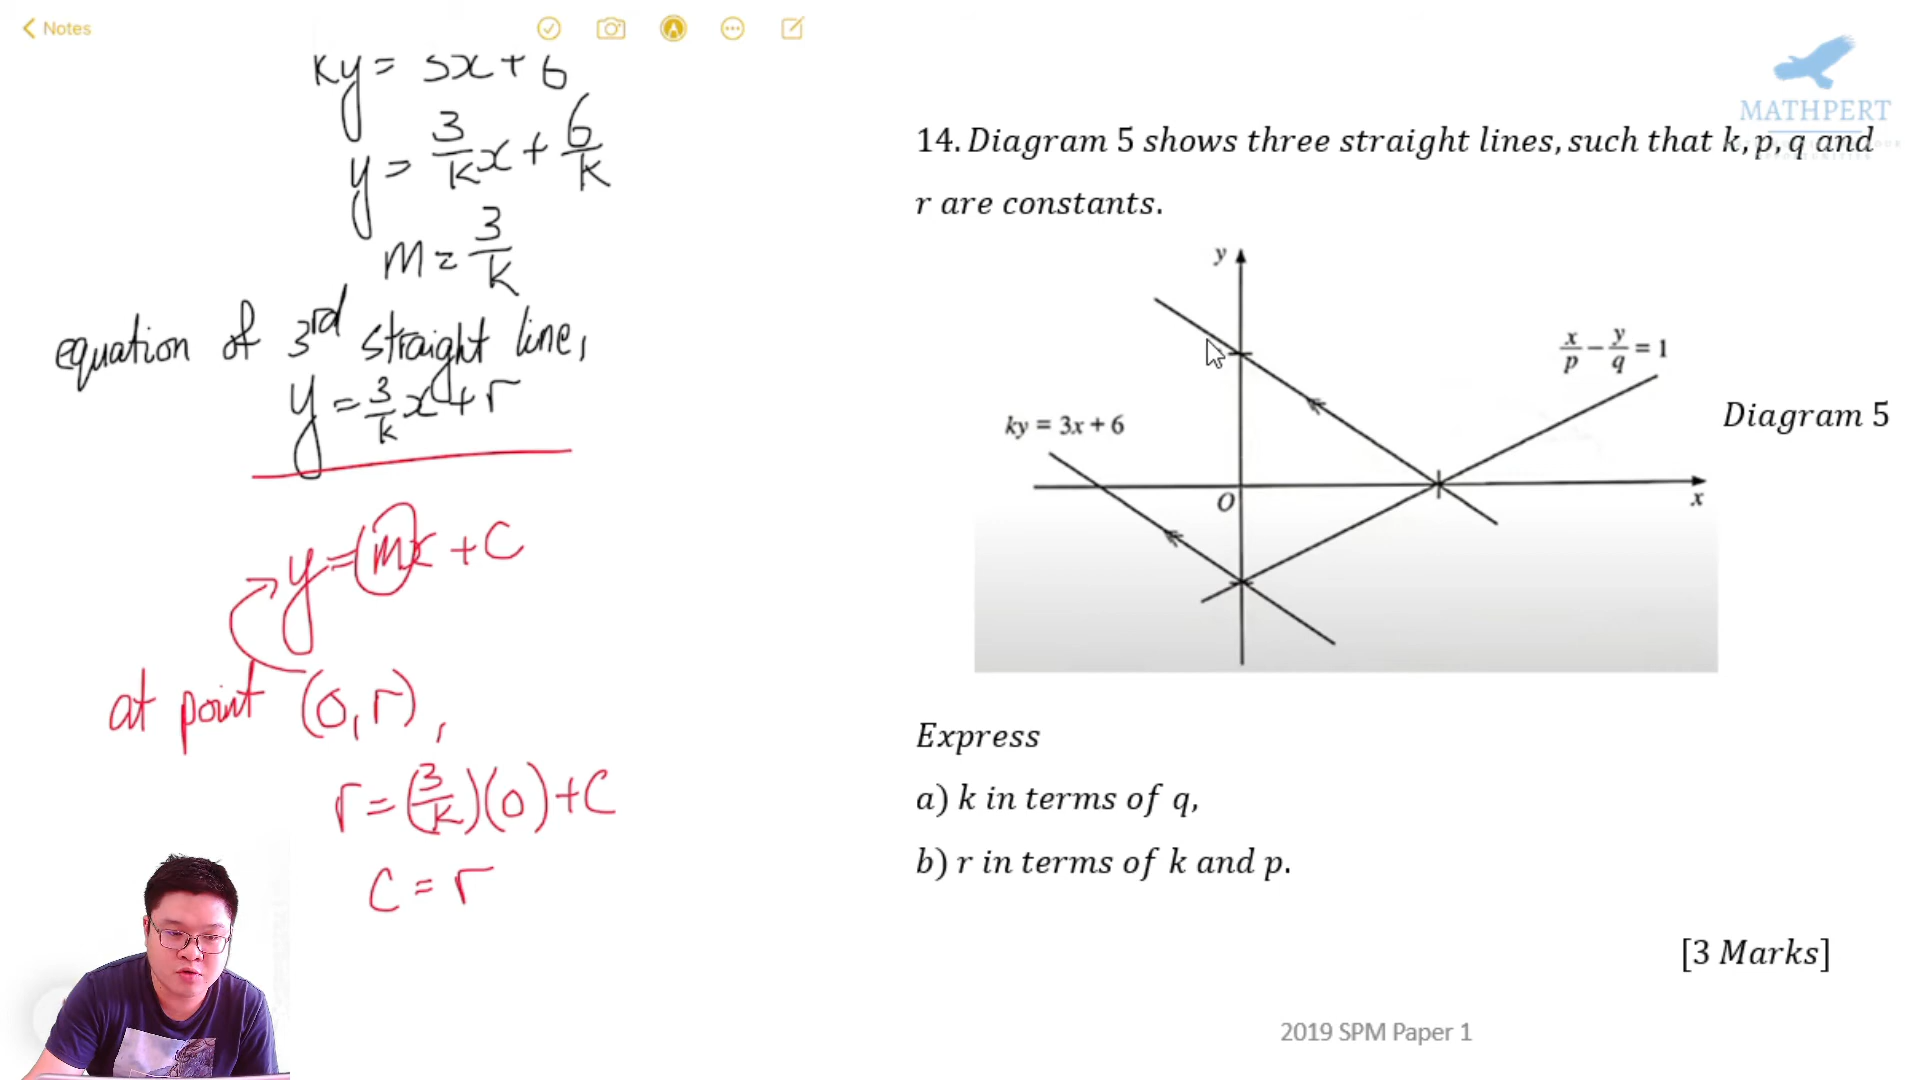 Notes
ky = 3x + 6
y = 3/k x + 6/k
m = 3/k
equation of 3rd straight line,
y = 3/k x + r
y = mx + c
at point (0, r),
r = (3/k)(0) + c
c = r
MATHPERT
14. Diagram 5 shows three straight lines, such that k, p, q and
r are constants.
y
x/p − y/q = 1
ky = 3x + 6
Diagram 5
O
x
Express
a) k in terms of q,
b) r in terms of k and p.
[3 Marks]
2019 SPM Paper 1